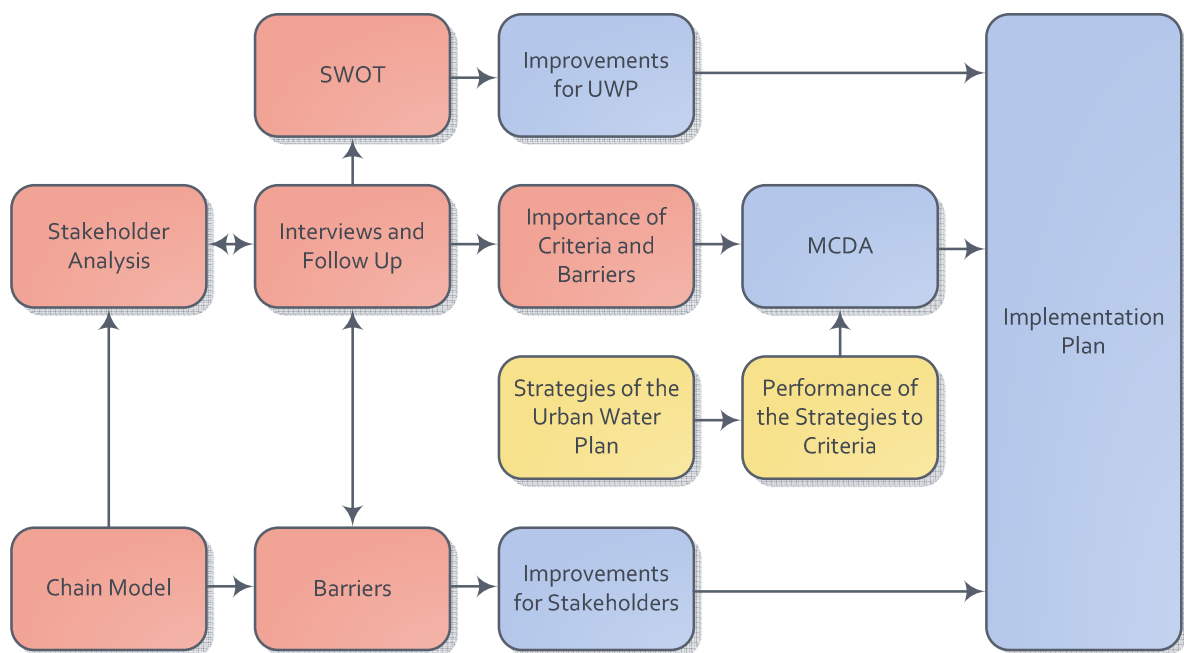 SWOT
Improvements
for UWP
Stakeholder
Analysis
Interviews and
Follow Up
Importance of
Criteria and
Barriers
MCDA
Implementation
Plan
Strategies of the
Urban Water
Plan
Performance of
the Strategies to
Criteria
Chain Model
Barriers
Improvements
for Stakeholders